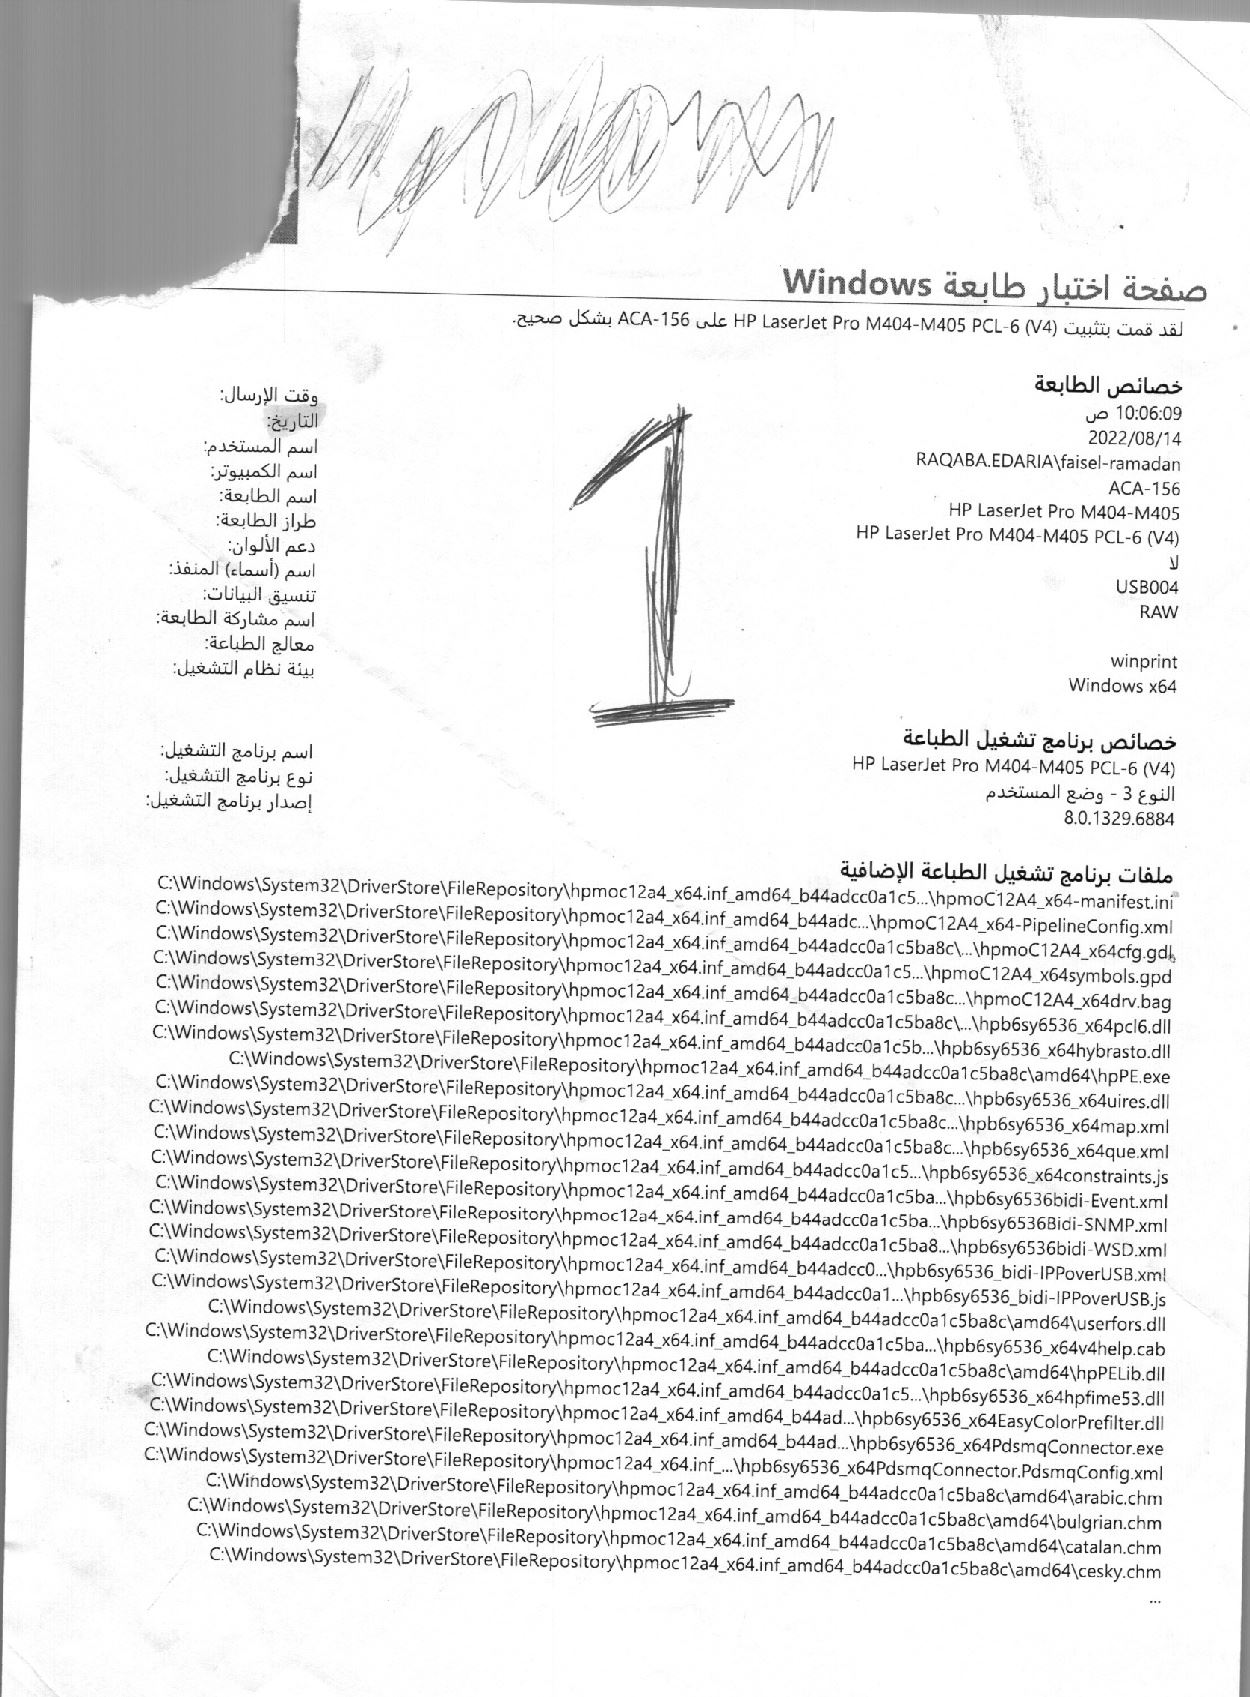 صفحة اختبار طابعة Windows
لقد قمت بتثبيت HP LaserJet Pro M404-M405 PCL-6 (V4) على ACA-156 بشكل صحيح.
خصائص الطابعة
وقت الإرسال: 10:06:09 ص
التاريخ: 2022/08/14
اسم المستخدم: RAQABA.EDARIA\faisel-ramadan
اسم الكمبيوتر: ACA-156
اسم الطابعة: HP LaserJet Pro M404-M405
طراز الطابعة: HP LaserJet Pro M404-M405 PCL-6 (V4)
دعم الألوان: لا
اسم (أسماء) المنفذ: USB004
تنسيق البيانات: RAW
اسم مشاركة الطابعة:
معالج الطباعة: winprint
بيئة نظام التشغيل: Windows x64
1
خصائص برنامج تشغيل الطباعة
اسم برنامج التشغيل: HP LaserJet Pro M404-M405 PCL-6 (V4)
نوع برنامج التشغيل: النوع 3 - وضع المستخدم
إصدار برنامج التشغيل: 8.0.1329.6884
ملفات برنامج تشغيل الطباعة الإضافية
C:\Windows\System32\DriverStore\FileRepository\hpmoc12a4_x64.inf_amd64_b44adcc0a1c5...\hpmoC12A4_x64-manifest.ini
C:\Windows\System32\DriverStore\FileRepository\hpmoc12a4_x64.inf_amd64_b44adc...\hpmoC12A4_x64-PipelineConfig.xml
C:\Windows\System32\DriverStore\FileRepository\hpmoc12a4_x64.inf_amd64_b44adcc0a1c5ba8c\...\hpmoC12A4_x64cfg.gdl
C:\Windows\System32\DriverStore\FileRepository\hpmoc12a4_x64.inf_amd64_b44adcc0a1c5...\hpmoC12A4_x64symbols.gpd
C:\Windows\System32\DriverStore\FileRepository\hpmoc12a4_x64.inf_amd64_b44adcc0a1c5ba8c...\hpmoC12A4_x64drv.bag
C:\Windows\System32\DriverStore\FileRepository\hpmoc12a4_x64.inf_amd64_b44adcc0a1c5ba8c\...\hpb6sy6536_x64pcl6.dll
C:\Windows\System32\DriverStore\FileRepository\hpmoc12a4_x64.inf_amd64_b44adcc0a1c5b...\hpb6sy6536_x64hybrasto.dll
C:\Windows\System32\DriverStore\FileRepository\hpmoc12a4_x64.inf_amd64_b44adcc0a1c5ba8c\amd64\hpPE.exe
C:\Windows\System32\DriverStore\FileRepository\hpmoc12a4_x64.inf_amd64_b44adcc0a1c5ba8c...\hpb6sy6536_x64uires.dll
C:\Windows\System32\DriverStore\FileRepository\hpmoc12a4_x64.inf_amd64_b44adcc0a1c5ba8c...\hpb6sy6536_x64map.xml
C:\Windows\System32\DriverStore\FileRepository\hpmoc12a4_x64.inf_amd64_b44adcc0a1c5ba8c...\hpb6sy6536_x64que.xml
C:\Windows\System32\DriverStore\FileRepository\hpmoc12a4_x64.inf_amd64_b44adcc0a1c5...\hpb6sy6536_x64constraints.js
C:\Windows\System32\DriverStore\FileRepository\hpmoc12a4_x64.inf_amd64_b44adcc0a1c5ba...\hpb6sy6536bidi-Event.xml
C:\Windows\System32\DriverStore\FileRepository\hpmoc12a4_x64.inf_amd64_b44adcc0a1c5ba...\hpb6sy6536Bidi-SNMP.xml
C:\Windows\System32\DriverStore\FileRepository\hpmoc12a4_x64.inf_amd64_b44adcc0a1c5ba8...\hpb6sy6536bidi-WSD.xml
C:\Windows\System32\DriverStore\FileRepository\hpmoc12a4_x64.inf_amd64_b44adcc0...\hpb6sy6536_bidi-IPPoverUSB.xml
C:\Windows\System32\DriverStore\FileRepository\hpmoc12a4_x64.inf_amd64_b44adcc0a1...\hpb6sy6536_bidi-IPPoverUSB.js
C:\Windows\System32\DriverStore\FileRepository\hpmoc12a4_x64.inf_amd64_b44adcc0a1c5ba8c\amd64\userfors.dll
C:\Windows\System32\DriverStore\FileRepository\hpmoc12a4_x64.inf_amd64_b44adcc0a1c5ba...\hpb6sy6536_x64v4help.cab
C:\Windows\System32\DriverStore\FileRepository\hpmoc12a4_x64.inf_amd64_b44adcc0a1c5ba8c\amd64\hpPELib.dll
C:\Windows\System32\DriverStore\FileRepository\hpmoc12a4_x64.inf_amd64_b44adcc0a1c5...\hpb6sy6536_x64hpfime53.dll
C:\Windows\System32\DriverStore\FileRepository\hpmoc12a4_x64.inf_amd64_b44ad...\hpb6sy6536_x64EasyColorPrefilter.dll
C:\Windows\System32\DriverStore\FileRepository\hpmoc12a4_x64.inf_amd64_b44ad...\hpb6sy6536_x64PdsmqConnector.exe
C:\Windows\System32\DriverStore\FileRepository\hpmoc12a4_x64.inf_...\hpb6sy6536_x64PdsmqConnector.PdsmqConfig.xml
C:\Windows\System32\DriverStore\FileRepository\hpmoc12a4_x64.inf_amd64_b44adcc0a1c5ba8c\amd64\arabic.chm
C:\Windows\System32\DriverStore\FileRepository\hpmoc12a4_x64.inf_amd64_b44adcc0a1c5ba8c\amd64\bulgrian.chm
C:\Windows\System32\DriverStore\FileRepository\hpmoc12a4_x64.inf_amd64_b44adcc0a1c5ba8c\amd64\catalan.chm
C:\Windows\System32\DriverStore\FileRepository\hpmoc12a4_x64.inf_amd64_b44adcc0a1c5ba8c\amd64\cesky.chm
...